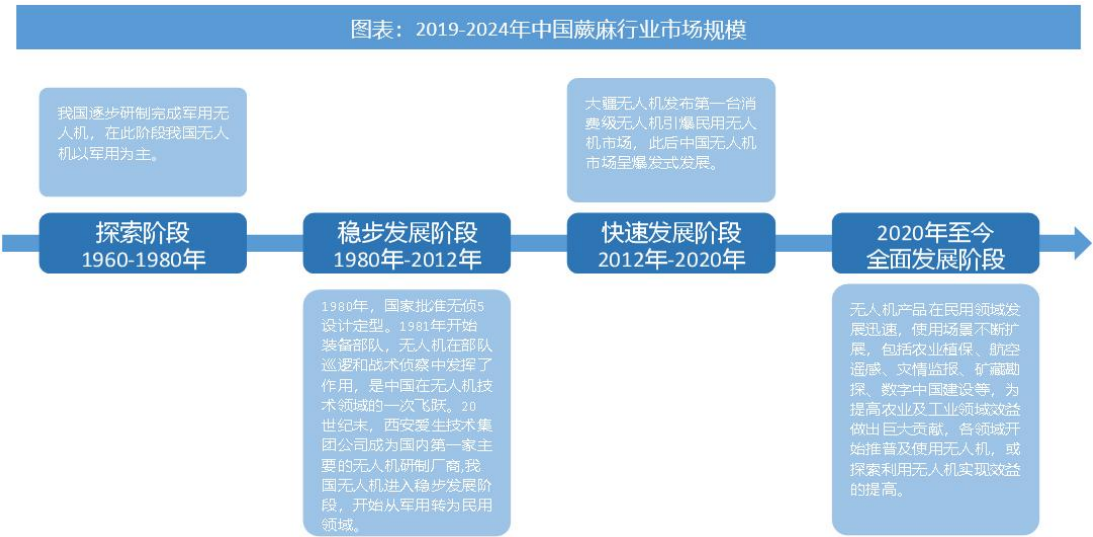 图表：2019-2024年中国蕨麻行业市场规模
我国逐步研制完成军用无
人机，在此阶段我国无人
机以军用为主。
探索阶段
1960-1980年
稳步发展阶段
1980年-2012年
1980年，国家批准无侦5
设计定型。1981年开始
装备部队，无人机在部队
巡逻和战术侦察中发挥了
作用，是中国在无人机技
术领域的一次飞跃。20
世纪末，西安爱生技术集
团公司成为国内第一家主
要的无人机研制厂商,我
国无人机进入稳步发展阶
段，开始从军用转为民用
领域。
大疆无人机发布第一台消
费级无人机引爆民用无人
机市场，此后中国无人机
市场呈爆发式发展。
快速发展阶段
2012年-2020年
2020年至今
全面发展阶段
无人机产品在民用领域发
展迅速，使用场景不断扩
展，包括农业植保、航空
遥感、灾情监报、矿藏勘
探、数字中国建设等，为
提高农业及工业领域效益
做出巨大贡献，各领域开
始推普及使用无人机，或
探索利用无人机实现效益
的提高。